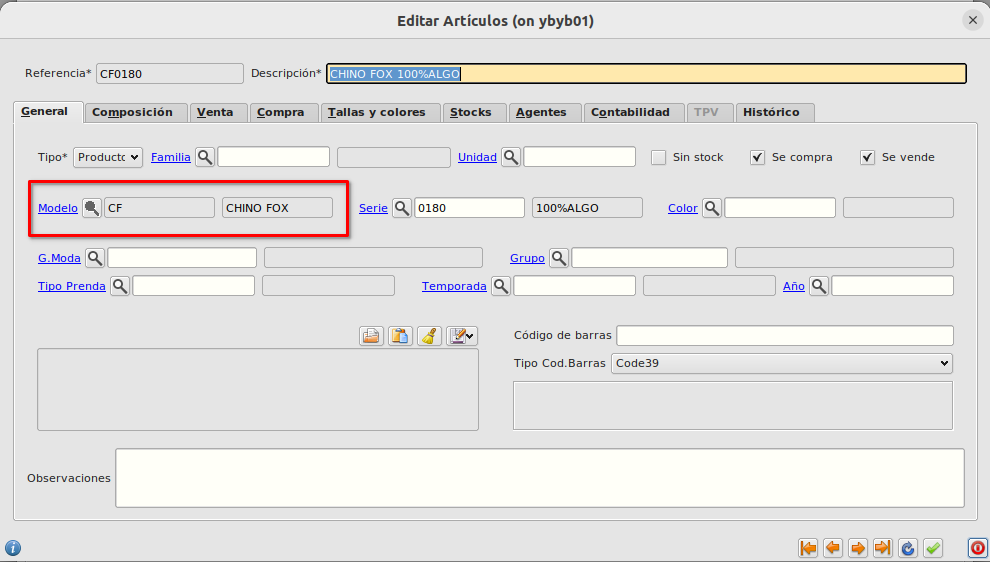 Editar Artículos (on ybyb01)
Referencia* CF0180 Descripción* CHINO FOX 100%ALGO
General Composición Venta Compra Tallas y colores Stocks Agentes Contabilidad TPV Histórico
Tipo* Producto Familia Unidad Sin stock Se compra Se vende
Modelo CF CHINO FOX Serie 0180 100%ALGO Color
G.Moda Grupo
Tipo Prenda Temporada Año
Código de barras
Tipo Cod.Barras Code39
Observaciones